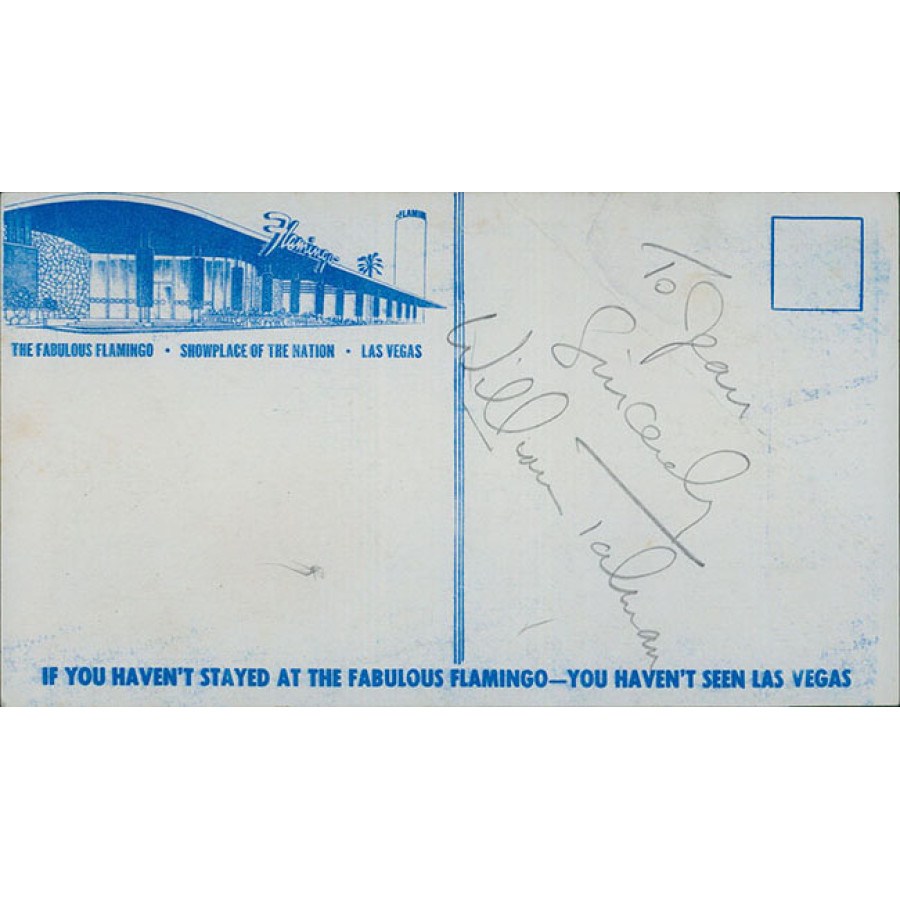 Flamingo
FLAMIN
THE FABULOUS FLAMINGO • SHOWPLACE OF THE NATION • LAS VEGAS
To Jean,
Sincerely
William Talman
IF YOU HAVEN'T STAYED AT THE FABULOUS FLAMINGO—YOU HAVEN'T SEEN LAS VEGAS